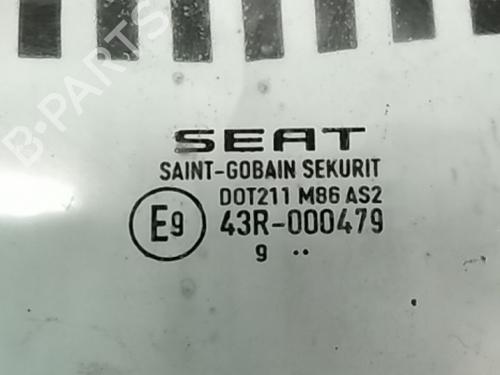 B-PARTS
SEAT
SAINT-GOBAIN SEKURIT
DOT211 M86 AS2
E9 43R-000479
9 ..